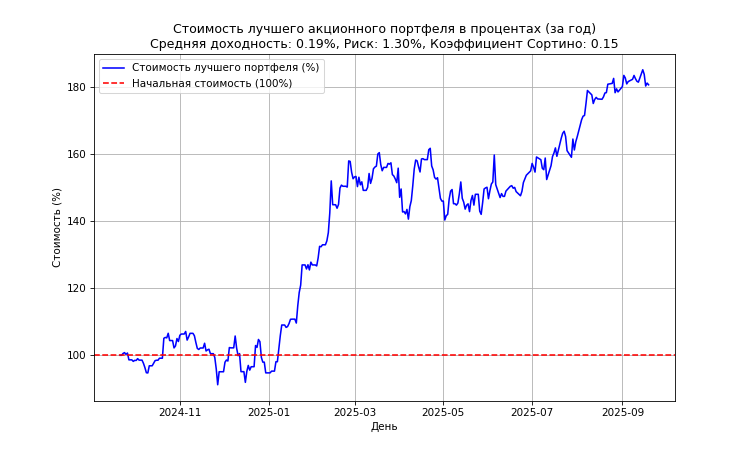 Стоимость лучшего акционного портфеля в процентах (за год)
Средняя доходность: 0.19%, Риск: 1.30%, Коэффициент Сортино: 0.15
Стоимость лучшего портфеля (%)
Начальная стоимость (100%)
Стоимость (%)
180
160
140
120
100
2024-11
2025-01
2025-03
2025-05
2025-07
2025-09
День